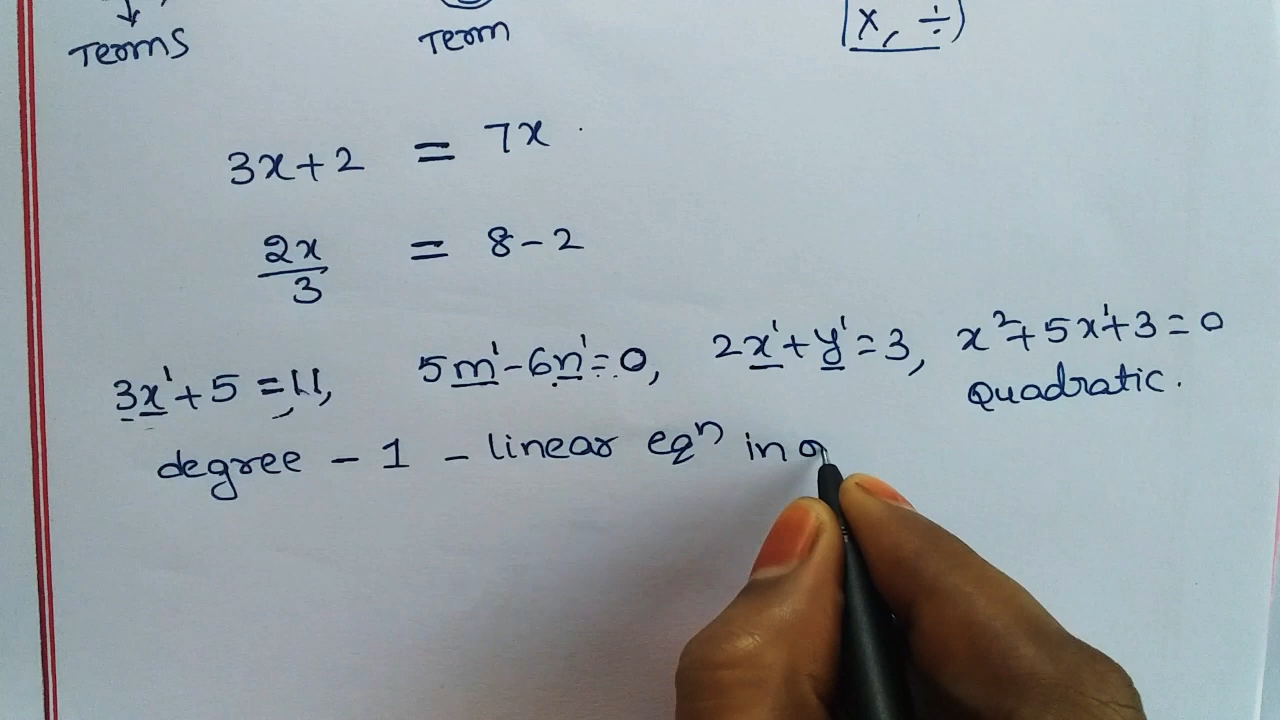 Terms Term x, ÷
3x+2 = 7x
2x/3 = 8-2
3x¹+5=11, 5m¹-6n¹=0, 2x¹+y¹=3, x²+5x¹+3=0
Quadratic.
degree - 1 - linear eqⁿ in o